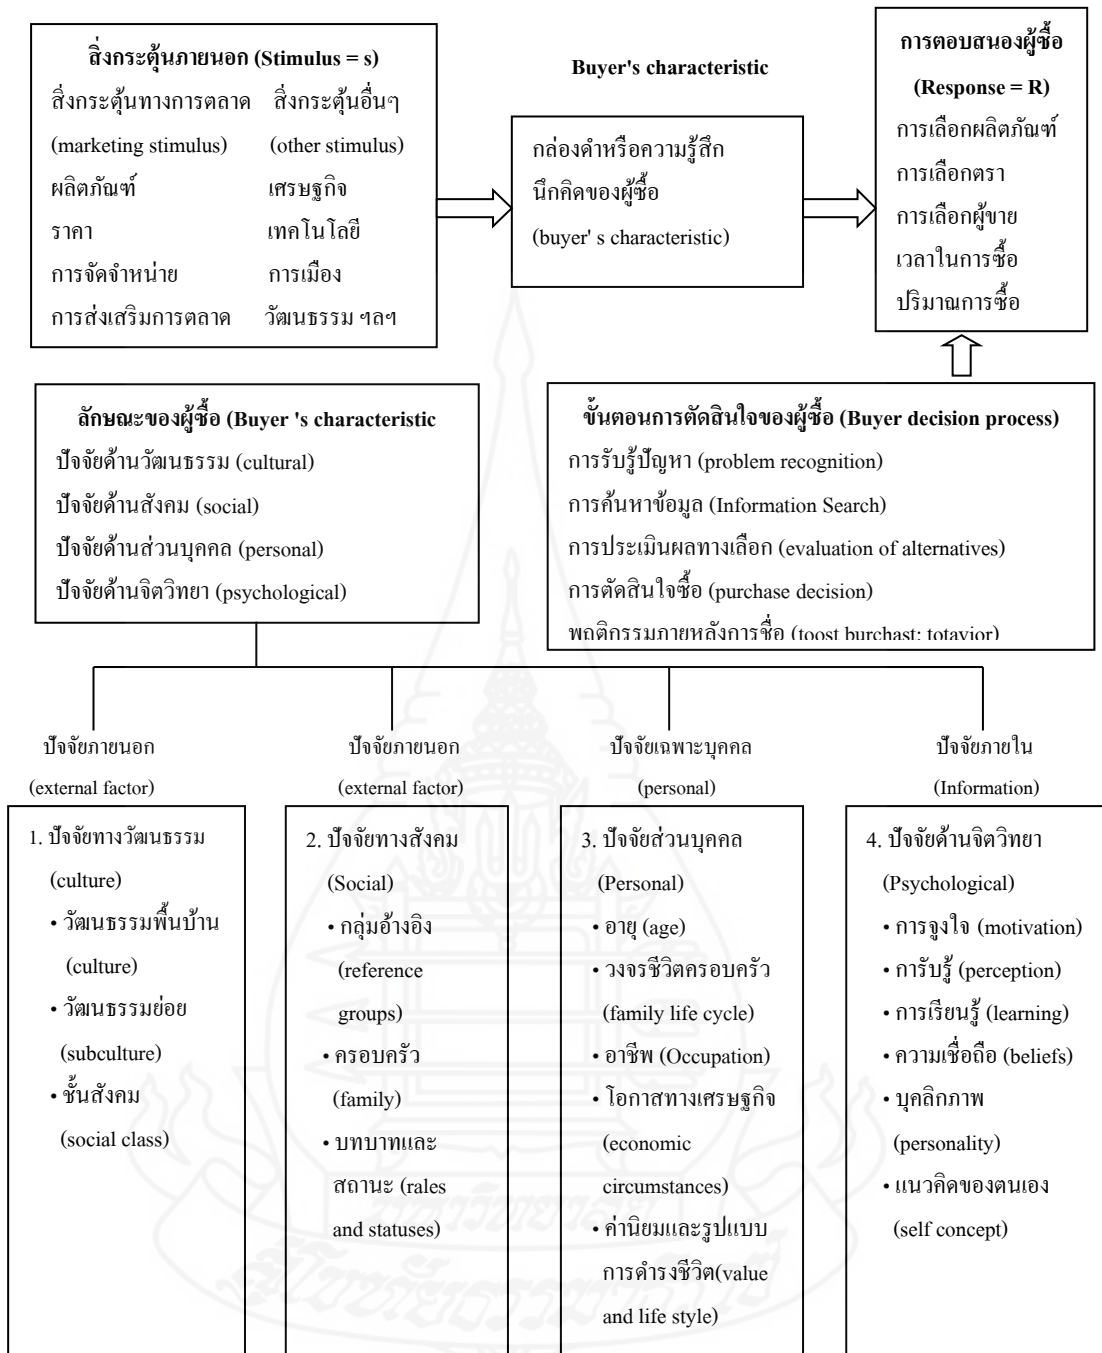 สิ่งกระตุ้นภายนอก (Stimulus = s)
สิ่งกระตุ้นทางการตลาด สิ่งกระตุ้นอื่นๆ
(marketing stimulus) (other stimulus)
ผลิตภัณฑ์ เศรษฐกิจ
ราคา เทคโนโลยี
การจัดจำหน่าย การเมือง
การส่งเสริมการตลาด วัฒนธรรม ฯลฯ
Buyer's characteristic
กล่องดำหรือความรู้สึก
นึกคิดของผู้ซื้อ
(buyer' s characteristic)
การตอบสนองผู้ซื้อ
(Response = R)
การเลือกผลิตภัณฑ์
การเลือกตรา
การเลือกผู้ขาย
เวลาในการซื้อ
ปริมาณการซื้อ
ลักษณะของผู้ซื้อ (Buyer 's characteristic
ปัจจัยด้านวัฒนธรรม (cultural)
ปัจจัยด้านสังคม (social)
ปัจจัยด้านส่วนบุคคล (personal)
ปัจจัยด้านจิตวิทยา (psychological)
ขั้นตอนการตัดสินใจของผู้ซื้อ (Buyer decision process)
การรับรู้ปัญหา (problem recognition)
การค้นหาข้อมูล (Information Search)
การประเมินผลทางเลือก (evaluation of alternatives)
การตัดสินใจซื้อ (purchase decision)
พฤติกรรมภายหลังการซื้อ (toost burchast: totavior)
ปัจจัยภายนอก
(external factor)
1. ปัจจัยทางวัฒนธรรม
(culture)
• วัฒนธรรมพื้นบ้าน
(culture)
• วัฒนธรรมย่อย
(subculture)
• ชั้นสังคม
(social class)
ปัจจัยภายนอก
(external factor)
2. ปัจจัยทางสังคม
(Social)
• กลุ่มอ้างอิง
(reference
groups)
• ครอบครัว
(family)
• บทบาทและ
สถานะ (rales
and statuses)
ปัจจัยเฉพาะบุคคล
(personal)
3. ปัจจัยส่วนบุคคล
(Personal)
• อายุ (age)
• วงจรชีวิตครอบครัว
(family life cycle)
• อาชีพ (Occupation)
• โอกาสทางเศรษฐกิจ
(economic
circumstances)
• ค่านิยมและรูปแบบ
การดำรงชีวิต(value
and life style)
ปัจจัยภายใน
(Information)
4. ปัจจัยด้านจิตวิทยา
(Psychological)
• การจูงใจ (motivation)
• การับรู้ (perception)
• การเรียนรู้ (learning)
• ความเชื่อถือ (beliefs)
• บุคลิกภาพ
(personality)
• แนวคิดของตนเอง
(self concept)